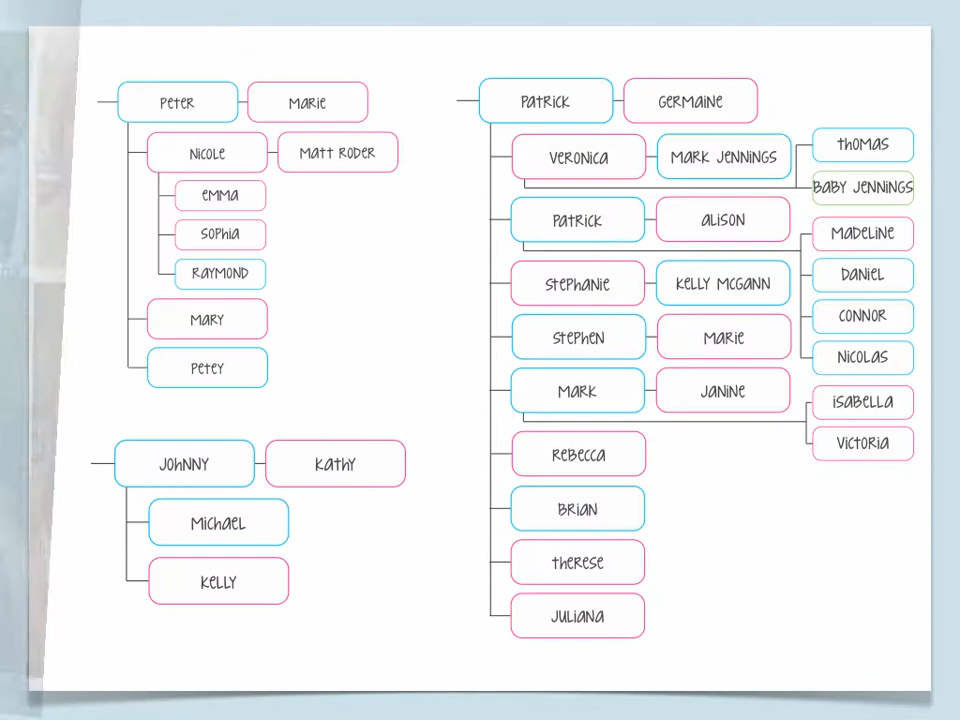 Peter
Marie
Nicole
Matt Roder
Emma
Sophia
Raymond
Mary
Petey
Johnny
Kathy
Michael
Kelly
Patrick
Germaine
Veronica
Mark Jennings
Thomas
Baby Jennings
Patrick
Alison
Madeline
Daniel
Connor
Nicolas
Stephanie
Kelly McGann
Stephen
Marie
Mark
Janine
Isabella
Victoria
Rebecca
Brian
Therese
Juliana